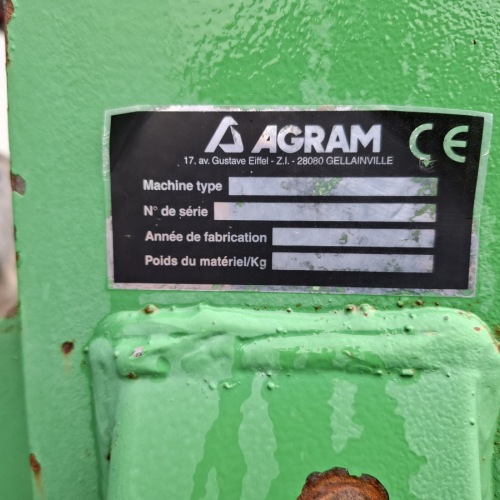 AGRAM CE
17, av. Gustave Eiffel - Z.I. - 28080 GELLAINVILLE
Machine type
N° de série
Année de fabrication
Poids du matériel/Kg